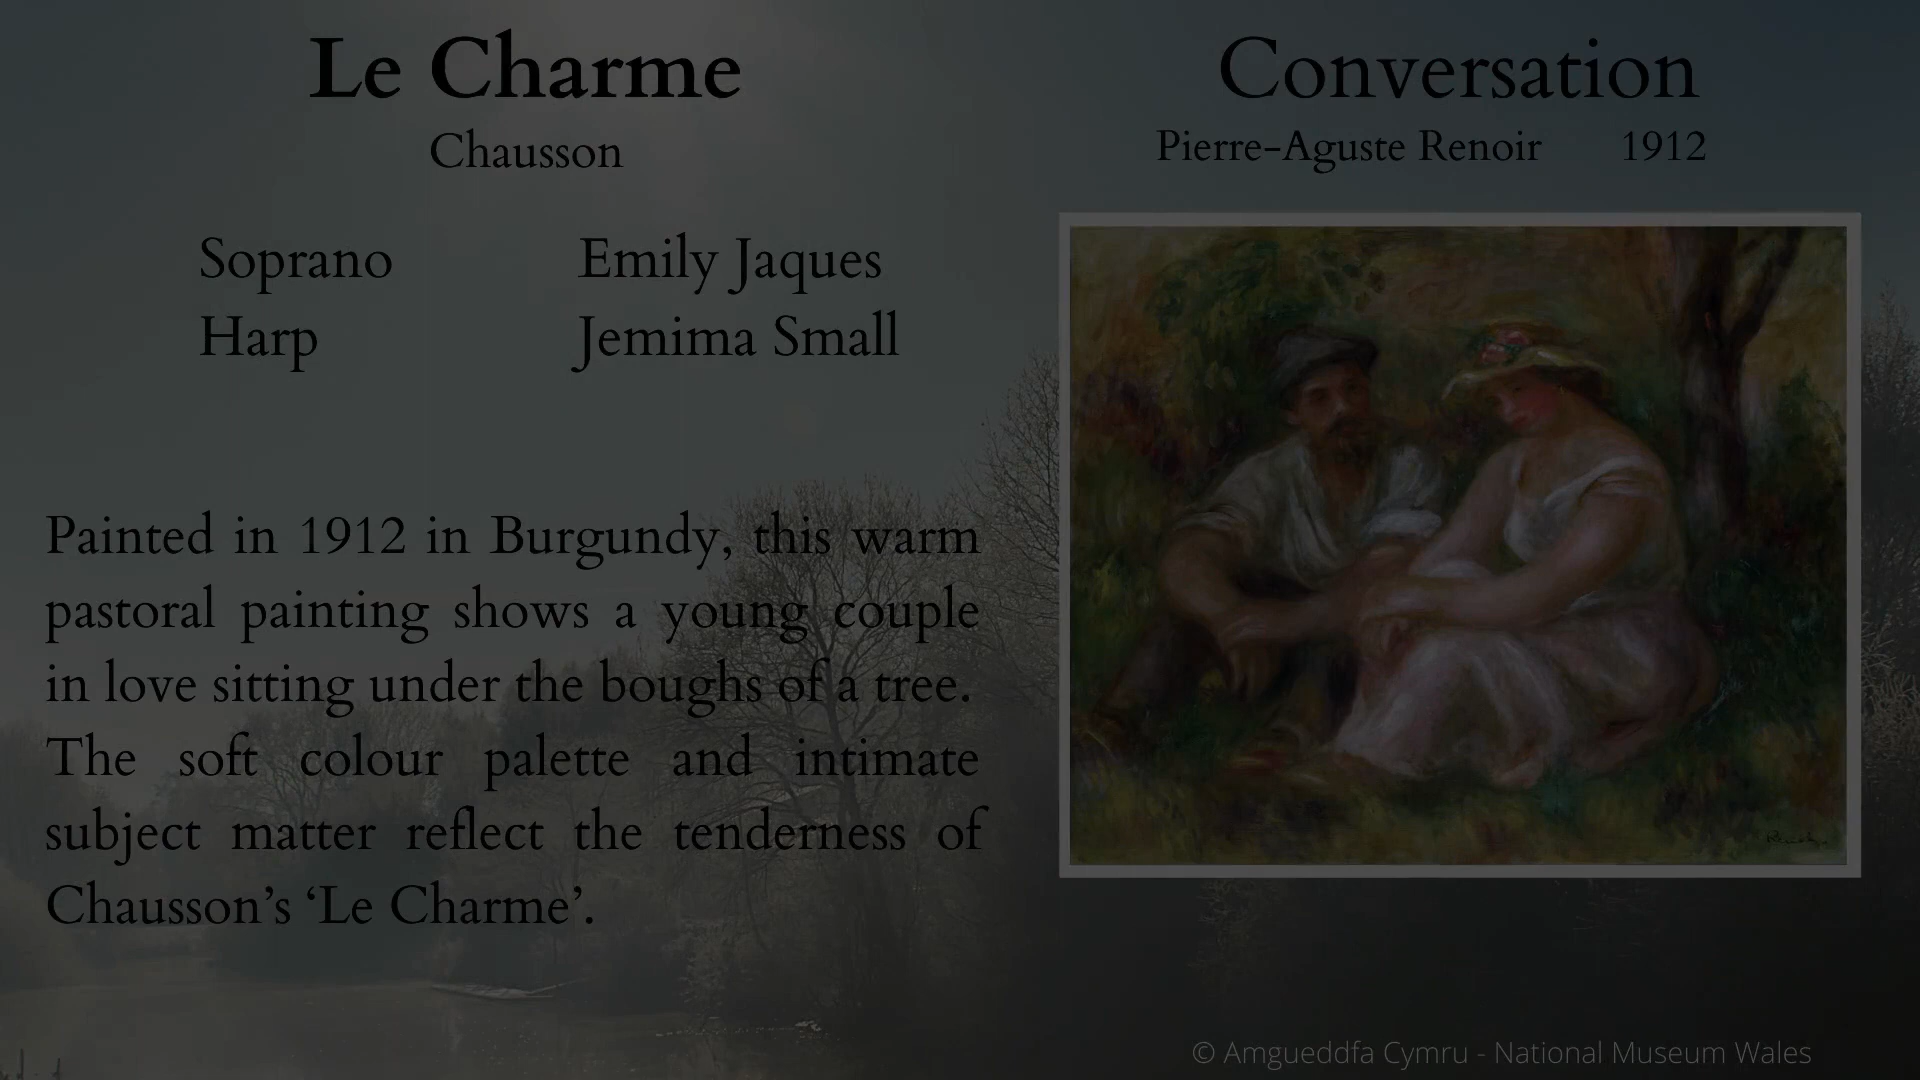 Le Charme
Chausson
Soprano Emily Jaques
Harp Jemima Small
Painted in 1912 in Burgundy, this warm
pastoral painting shows a young couple
in love sitting under the boughs of a tree.
The soft colour palette and intimate
subject matter reflect the tenderness of
Chausson’s ‘Le Charme’.
Conversation
Pierre-Aguste Renoir 1912
Renoir.
© Amgueddfa Cymru - National Museum Wales